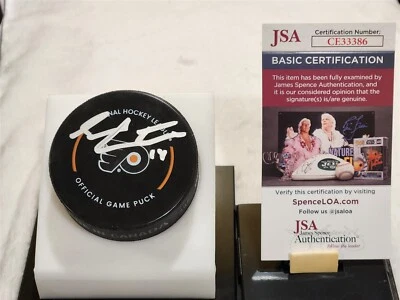 NAL HOCKEY LE
14
OFFICIAL GAME PUCK
JSA
Certification Number:
CE33386
BASIC CERTIFICATION
This item has been fully examined by
James Spence Authentication, and
it is our considered opinion that the
signature(s) is/are genuine.
JETS
Verify this certification by visiting
SpenceLOA.com
Follow us @jsaloa
JSA
James Spence
Authentication